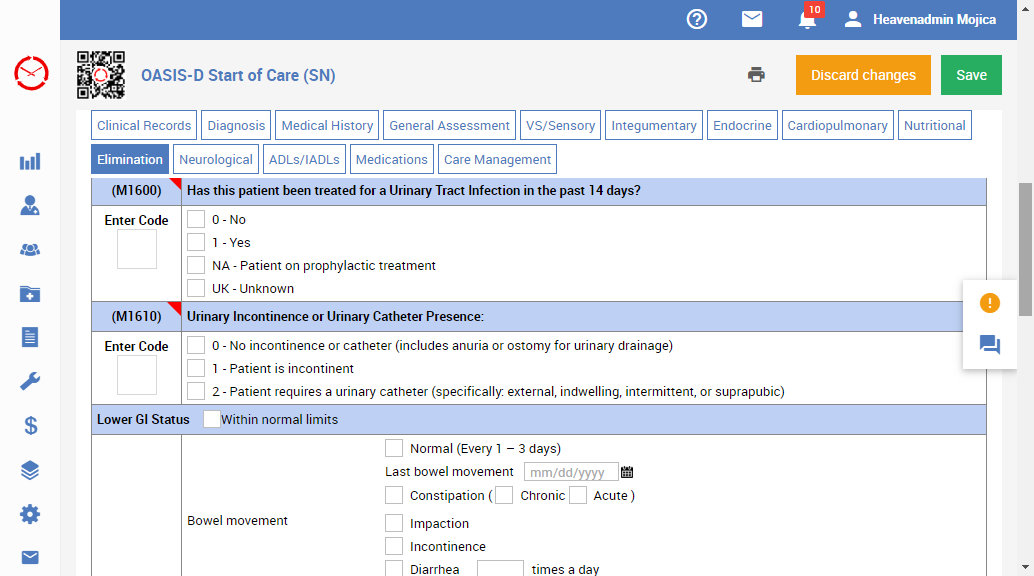 10
Heavenadmin Mojica
OASIS-D Start of Care (SN)
Discard changes
Save
Clinical Records
Diagnosis
Medical History
General Assessment
VS/Sensory
Integumentary
Endocrine
Cardiopulmonary
Nutritional
Elimination
Neurological
ADLs/IADLs
Medications
Care Management
(M1600)
Has this patient been treated for a Urinary Tract Infection in the past 14 days?
Enter Code
0 - No
1 - Yes
NA - Patient on prophylactic treatment
UK - Unknown
(M1610)
Urinary Incontinence or Urinary Catheter Presence:
Enter Code
0 - No incontinence or catheter (includes anuria or ostomy for urinary drainage)
1 - Patient is incontinent
2 - Patient requires a urinary catheter (specifically: external, indwelling, intermittent, or suprapubic)
Lower GI Status
Within normal limits
Bowel movement
Normal (Every 1 – 3 days)
Last bowel movement mm/dd/yyyy
Constipation ( Chronic Acute )
Impaction
Incontinence
Diarrhea times a day